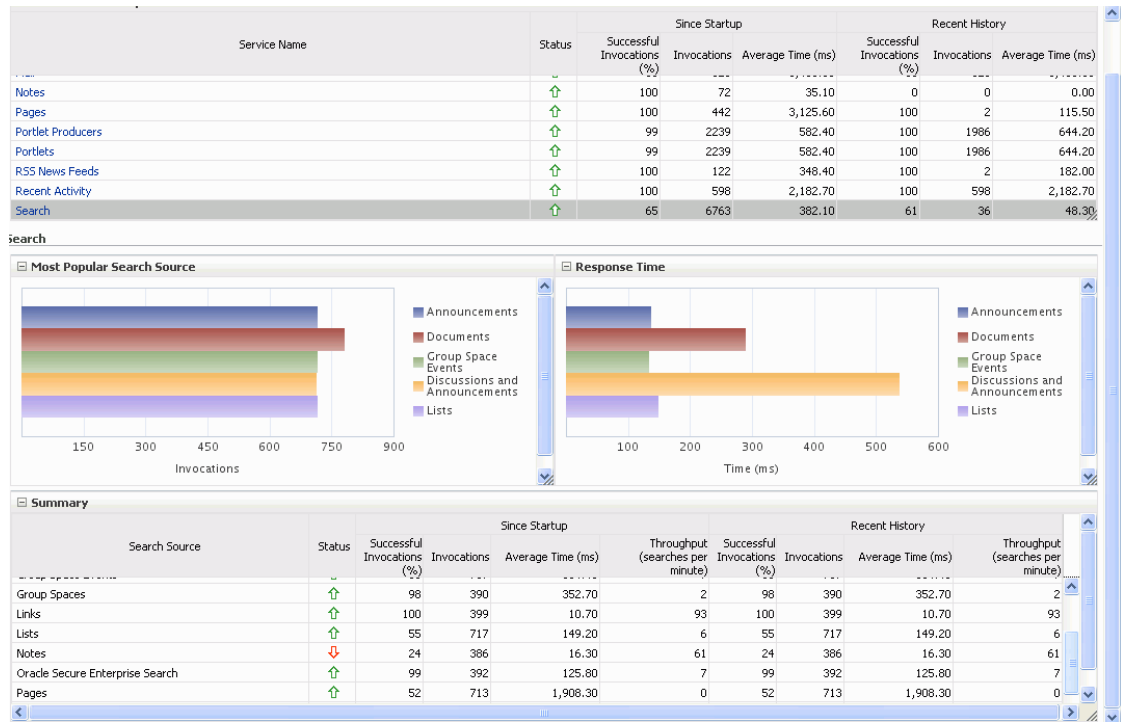 Since Startup Recent History
Service Name Status Successful Invocations (%) Invocations Average Time (ms) Successful Invocations (%) Invocations Average Time (ms)
Notes 100 72 35.10 0 0 0.00
Pages 100 442 3,125.60 100 2 115.50
Portlet Producers 99 2239 582.40 100 1986 644.20
Portlets 99 2239 582.40 100 1986 644.20
RSS News Feeds 100 122 348.40 100 2 182.00
Recent Activity 100 598 2,182.70 100 598 2,182.70
Search 65 6763 382.10 61 36 48.30
Search
Most Popular Search Source
Announcements
Documents
Group Space
Events
Discussions and
Announcements
Lists
150 300 450 600 750 900
Invocations
Response Time
Announcements
Documents
Group Space
Events
Discussions and
Announcements
Lists
100 200 300 400 500 600
Time (ms)
Summary
Since Startup Recent History
Search Source Status Successful Invocations (%) Invocations Average Time (ms) Throughput (searches per minute) Successful Invocations (%) Invocations Average Time (ms) Throughput (searches per minute)
Group Spaces 98 390 352.70 2 98 390 352.70 2
Links 100 399 10.70 93 100 399 10.70 93
Lists 55 717 149.20 6 55 717 149.20 6
Notes 24 386 16.30 61 24 386 16.30 61
Oracle Secure Enterprise Search 99 392 125.80 7 99 392 125.80 7
Pages 52 713 1,908.30 0 52 713 1,908.30 0